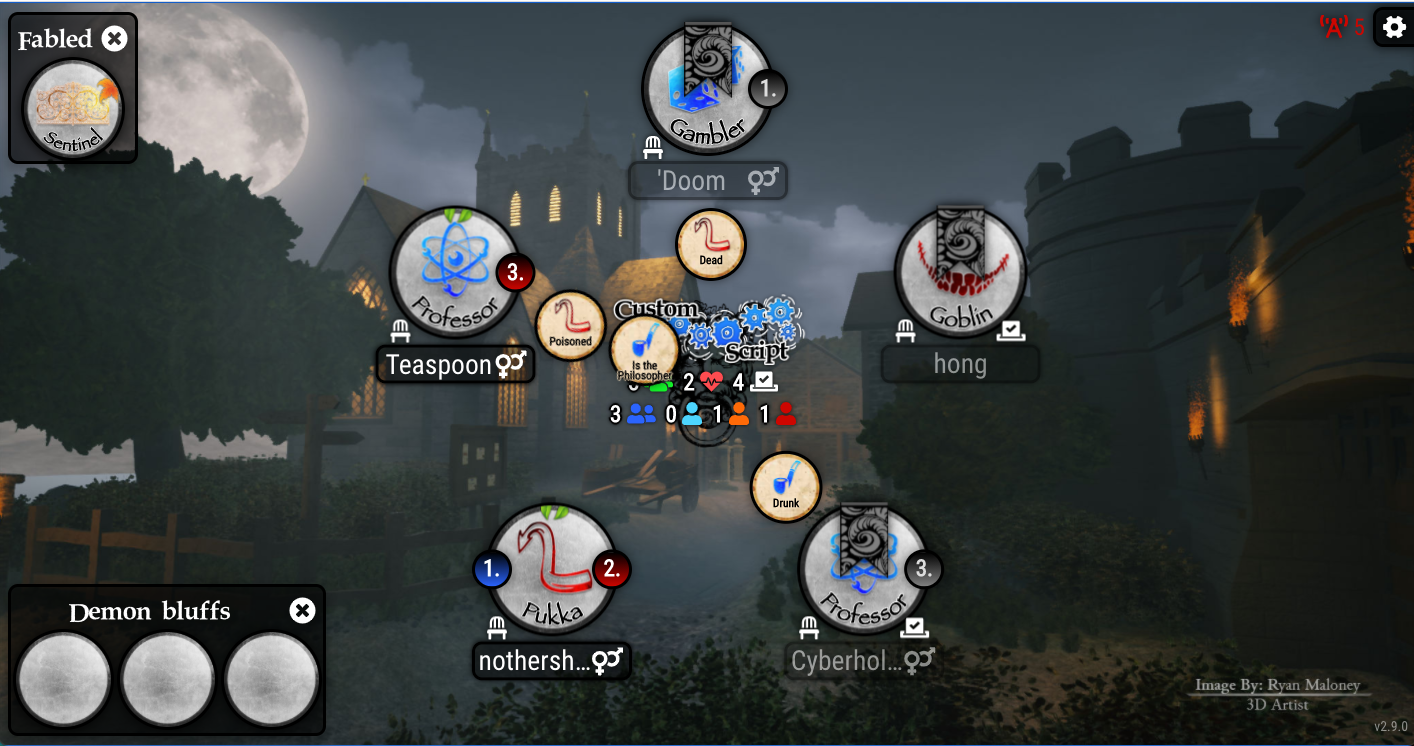 Fabled
Sentinel
5
Gambler
1.
'Doom
Dead
Professor
3.
Teaspoon
Poisoned
Custom
Script
Is the
Philosopher
Goblin
hong
2 4
3 0 1 1
Drunk
1.
Pukka
2.
nothersh...
Professor
3.
Cyberhol...
Demon bluffs
Image By: Ryan Maloney
3D Artist
v2.9.0